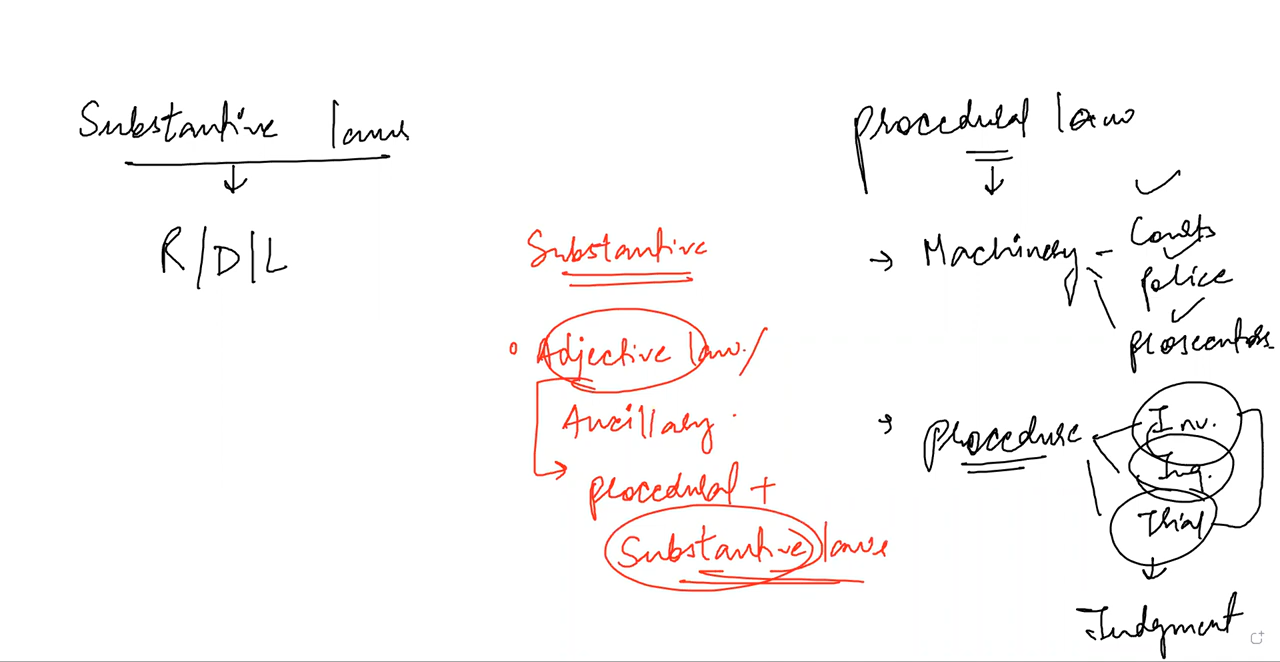 Substantive laws
R/D/L
Substantive
Adjective law/
Auxillary
procedural +
Substantive laws
procedural law
Machinery - Courts
police
prosecutors
procedure
Inv.
Inq.
Trial
Judgment